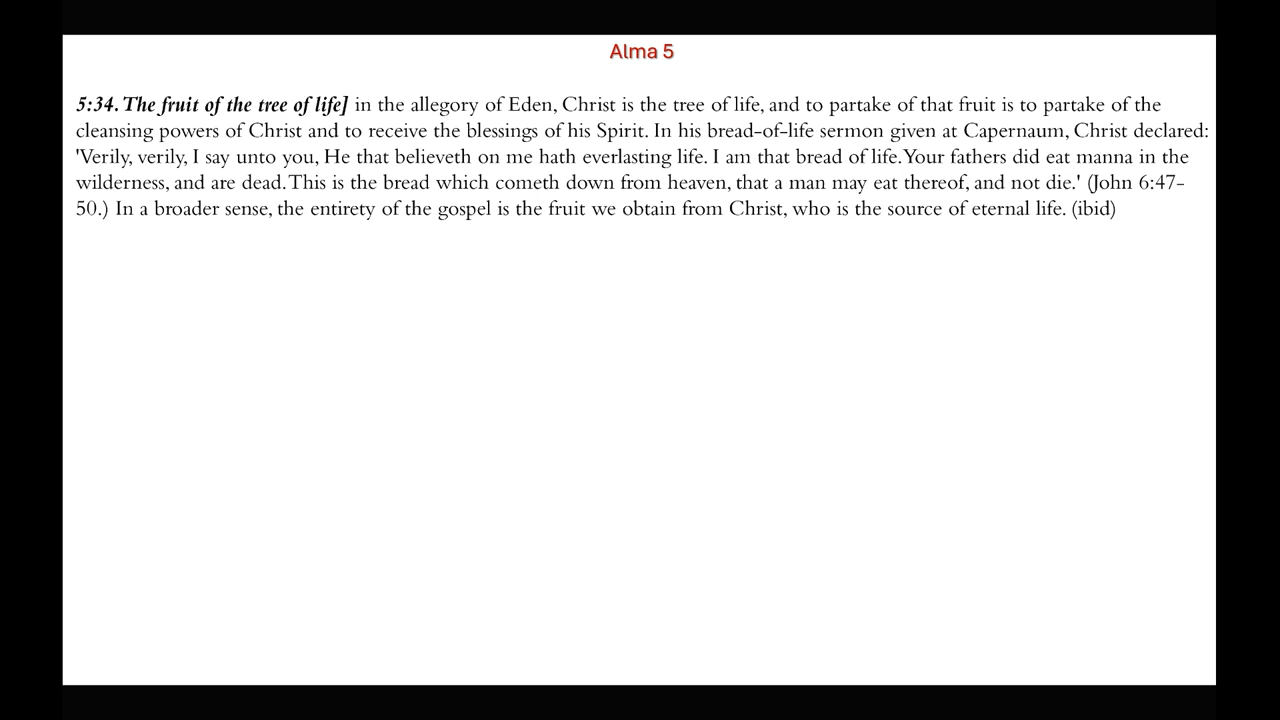 Alma 5
5:34. The fruit of the tree of life] in the allegory of Eden, Christ is the tree of life, and to partake of that fruit is to partake of the
cleansing powers of Christ and to receive the blessings of his Spirit. In his bread-of-life sermon given at Capernaum, Christ declared:
'Verily, verily, I say unto you, He that believeth on me hath everlasting life. I am that bread of life. Your fathers did eat manna in the
wilderness, and are dead. This is the bread which cometh down from heaven, that a man may eat thereof, and not die.' (John 6:47-
50.) In a broader sense, the entirety of the gospel is the fruit we obtain from Christ, who is the source of eternal life. (ibid)